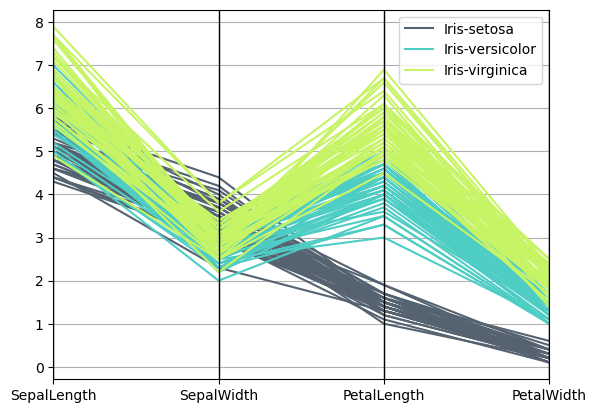 8
7
6
5
4
3
2
1
0
Iris-setosa
Iris-versicolor
Iris-virginica
SepalLength SepalWidth PetalLength PetalWidth